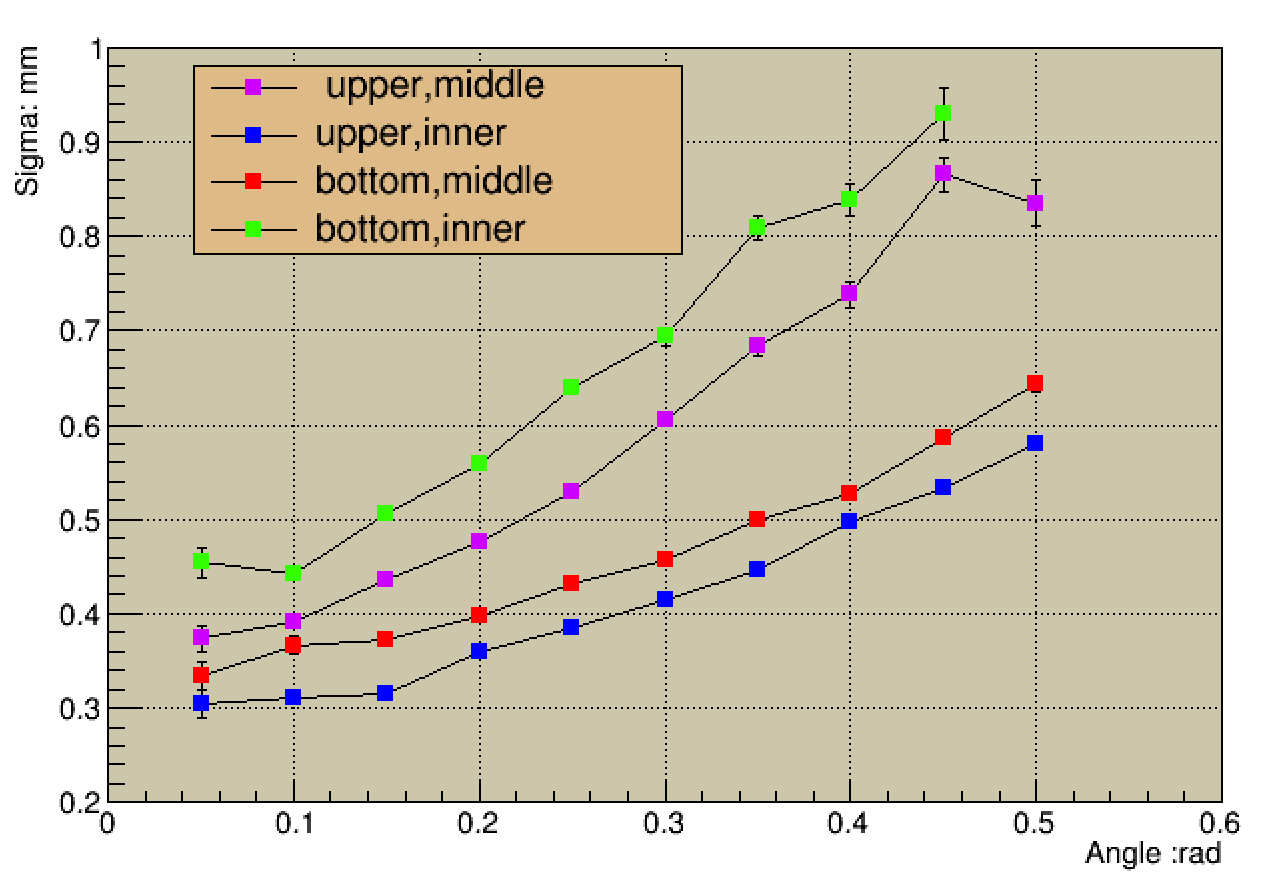 Sigma: mm
1
0.9
0.8
0.7
0.6
0.5
0.4
0.3
0.2
upper,middle
upper,inner
bottom,middle
bottom,inner
0 0.1 0.2 0.3 0.4 0.5 0.6
Angle :rad